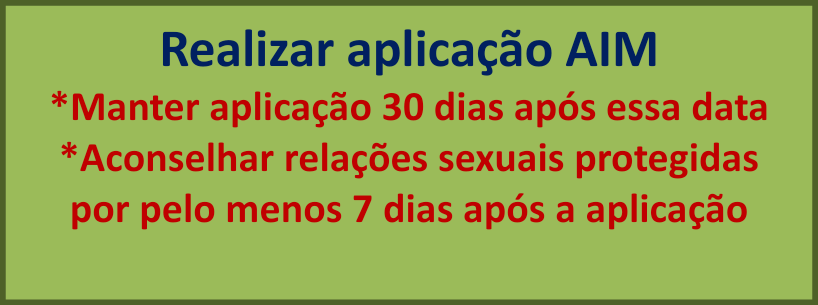 Realizar aplicação AIM
*Manter aplicação 30 dias após essa data
*Aconselhar relações sexuais protegidas
por pelo menos 7 dias após a aplicação